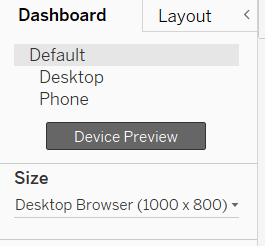 Dashboard Layout
Default
Desktop
Phone
Device Preview
Size
Desktop Browser (1000 x 800)